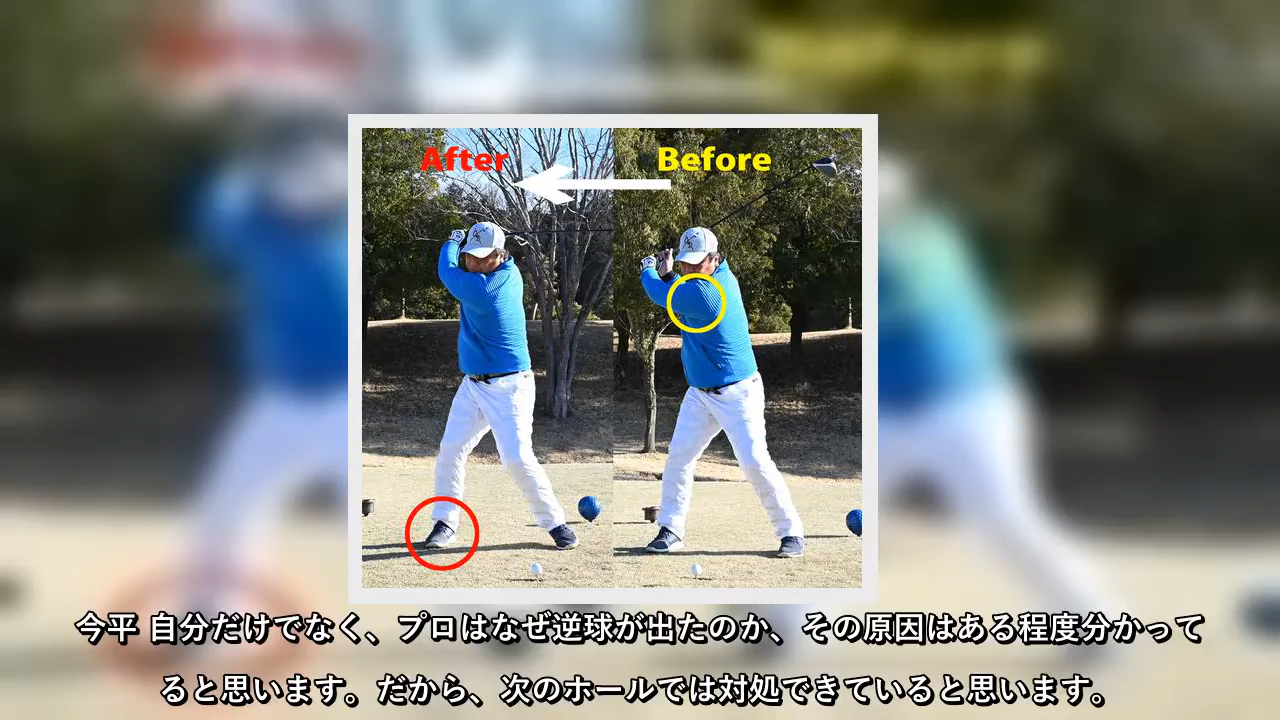 After
Before
今平 自分だけでなく、プロはなぜ逆球が出たのか、その原因はある程度分かって
ると思います。だから、次のホールでは対処できていると思います。